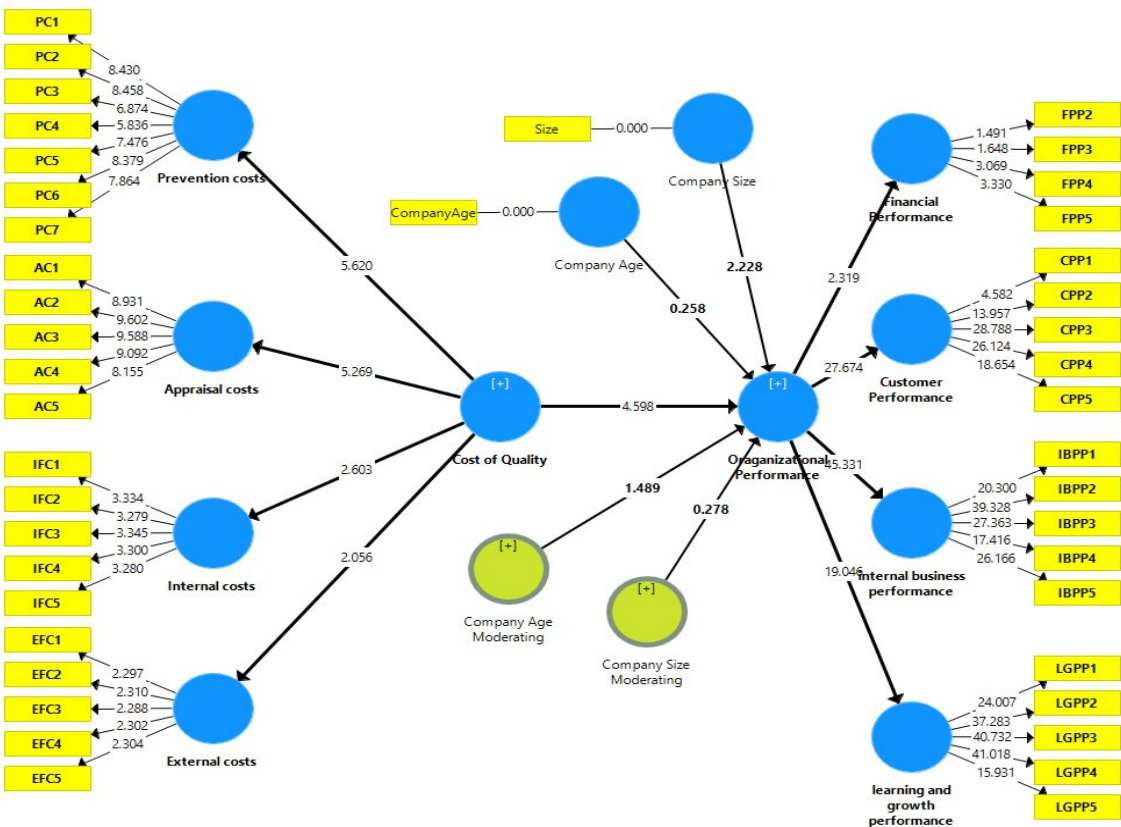 PC1
PC2
PC3
PC4
PC5
PC6
PC7
8.430
8.458
6.874
5.836
7.476
8.379
7.864
Prevention costs
AC1
AC2
AC3
AC4
AC5
8.931
9.602
9.588
9.092
8.155
Appraisal costs
IFC1
IFC2
IFC3
IFC4
IFC5
3.334
3.279
3.345
3.300
3.280
Internal costs
EFC1
EFC2
EFC3
EFC4
EFC5
2.297
2.310
2.288
2.302
2.304
External costs
5.620
5.269
2.603
2.056
[+]
Cost of Quality
4.598
Size
0.000
Company Size
CompanyAge
0.000
Company Age
2.228
0.258
[+]
Oraganizational
Performance
1.489
0.278
[+]
Company Age
Moderating
[+]
Company Size
Moderating
2.319
27.674
45.331
19.046
Financial
Performance
1.491
1.648
3.069
3.330
FPP2
FPP3
FPP4
FPP5
Customer
Performance
4.582
13.957
28.788
26.124
18.654
CPP1
CPP2
CPP3
CPP4
CPP5
Internal business
performance
20.300
39.328
27.363
17.416
26.166
IBPP1
IBPP2
IBPP3
IBPP4
IBPP5
learning and
growth
performance
24.007
37.283
40.732
41.018
15.931
LGPP1
LGPP2
LGPP3
LGPP4
LGPP5